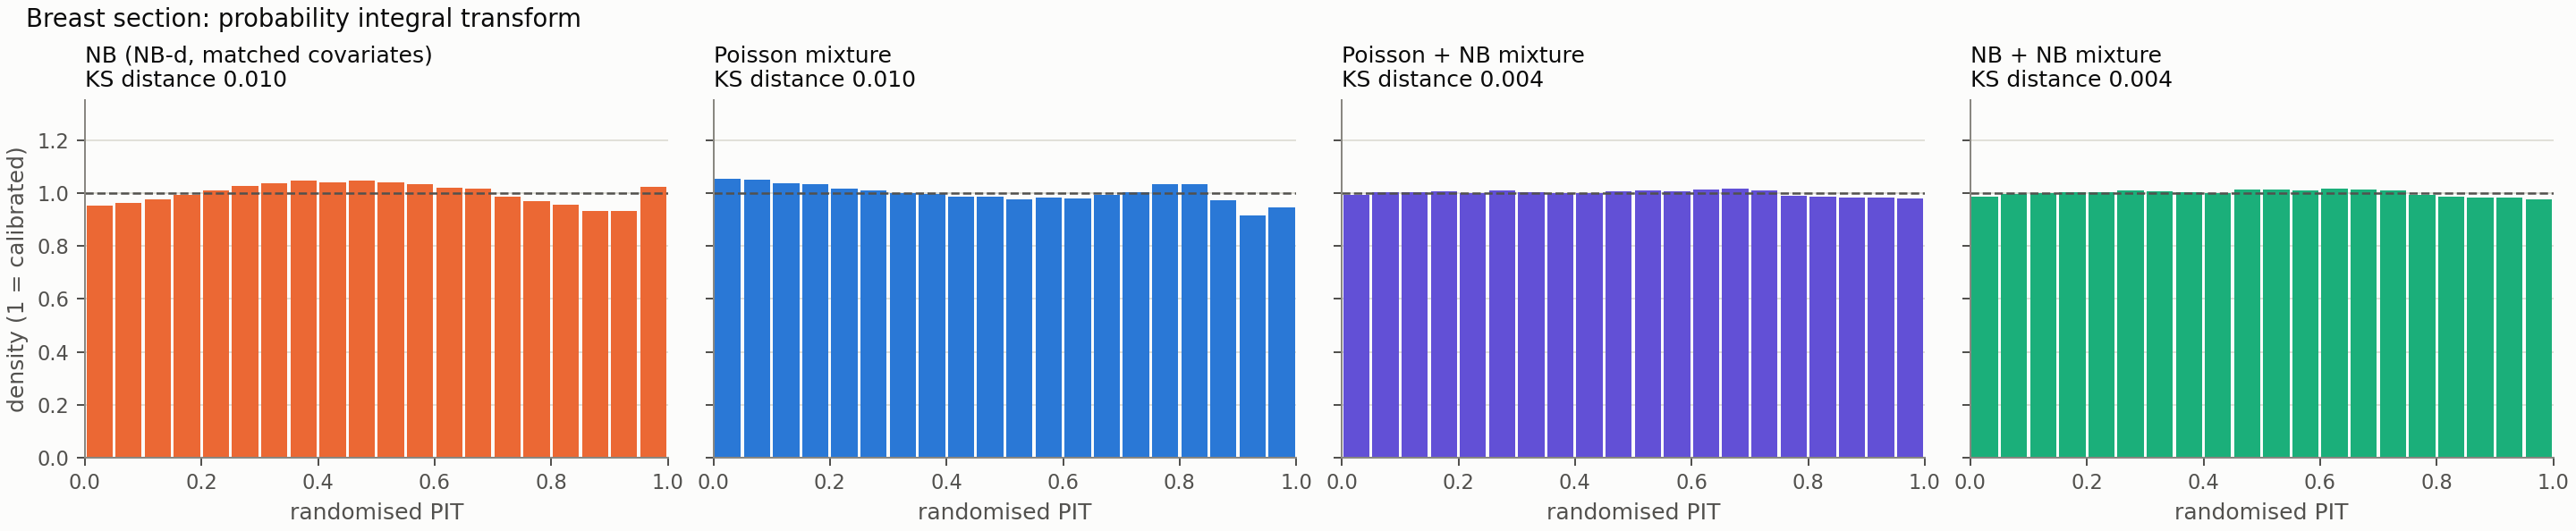 Breast section: probability integral transform
NB (NB-d, matched covariates)
KS distance 0.010
Poisson mixture
KS distance 0.010
Poisson + NB mixture
KS distance 0.004
NB + NB mixture
KS distance 0.004
density (1 = calibrated)
1.2
1.0
0.8
0.6
0.4
0.2
0.0
0.0 0.2 0.4 0.6 0.8 1.0
0.0 0.2 0.4 0.6 0.8 1.0
0.0 0.2 0.4 0.6 0.8 1.0
0.0 0.2 0.4 0.6 0.8 1.0
randomised PIT
randomised PIT
randomised PIT
randomised PIT